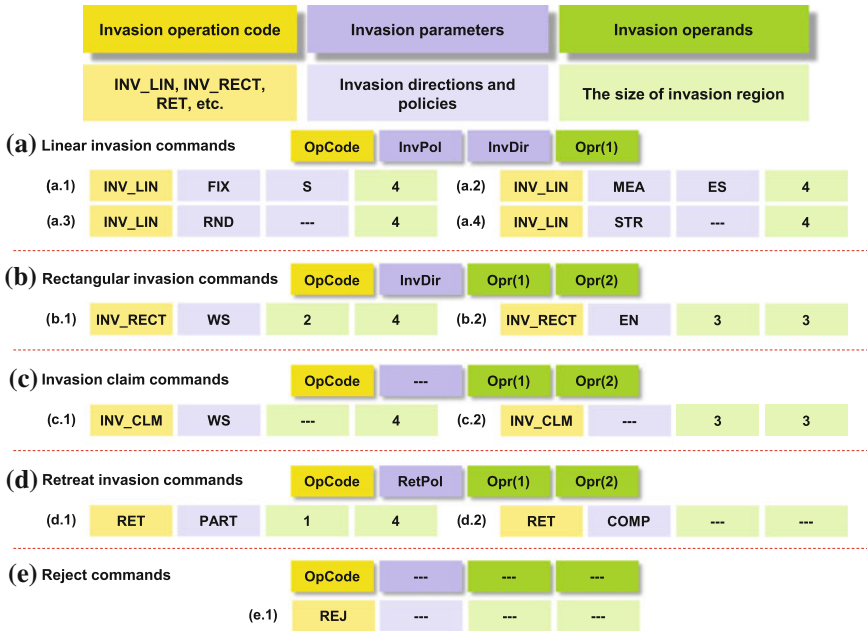 Invasion operation code Invasion parameters Invasion operands
INV_LIN, INV_RECT,
RET, etc.
Invasion directions and
policies
The size of invasion region
(a) Linear invasion commands OpCode InvPol InvDir Opr(1)
(a.1) INV_LIN FIX S 4 (a.2) INV_LIN MEA ES 4
(a.3) INV_LIN RND --- 4 (a.4) INV_LIN STR --- 4
(b) Rectangular invasion commands OpCode InvDir Opr(1) Opr(2)
(b.1) INV_RECT WS 2 4 (b.2) INV_RECT EN 3 3
(c) Invasion claim commands OpCode --- Opr(1) Opr(2)
(c.1) INV_CLM WS --- 4 (c.2) INV_CLM --- 3 3
(d) Retreat invasion commands OpCode RetPol Opr(1) Opr(2)
(d.1) RET PART 1 4 (d.2) RET COMP --- ---
(e) Reject commands OpCode --- --- ---
(e.1) REJ --- --- ---